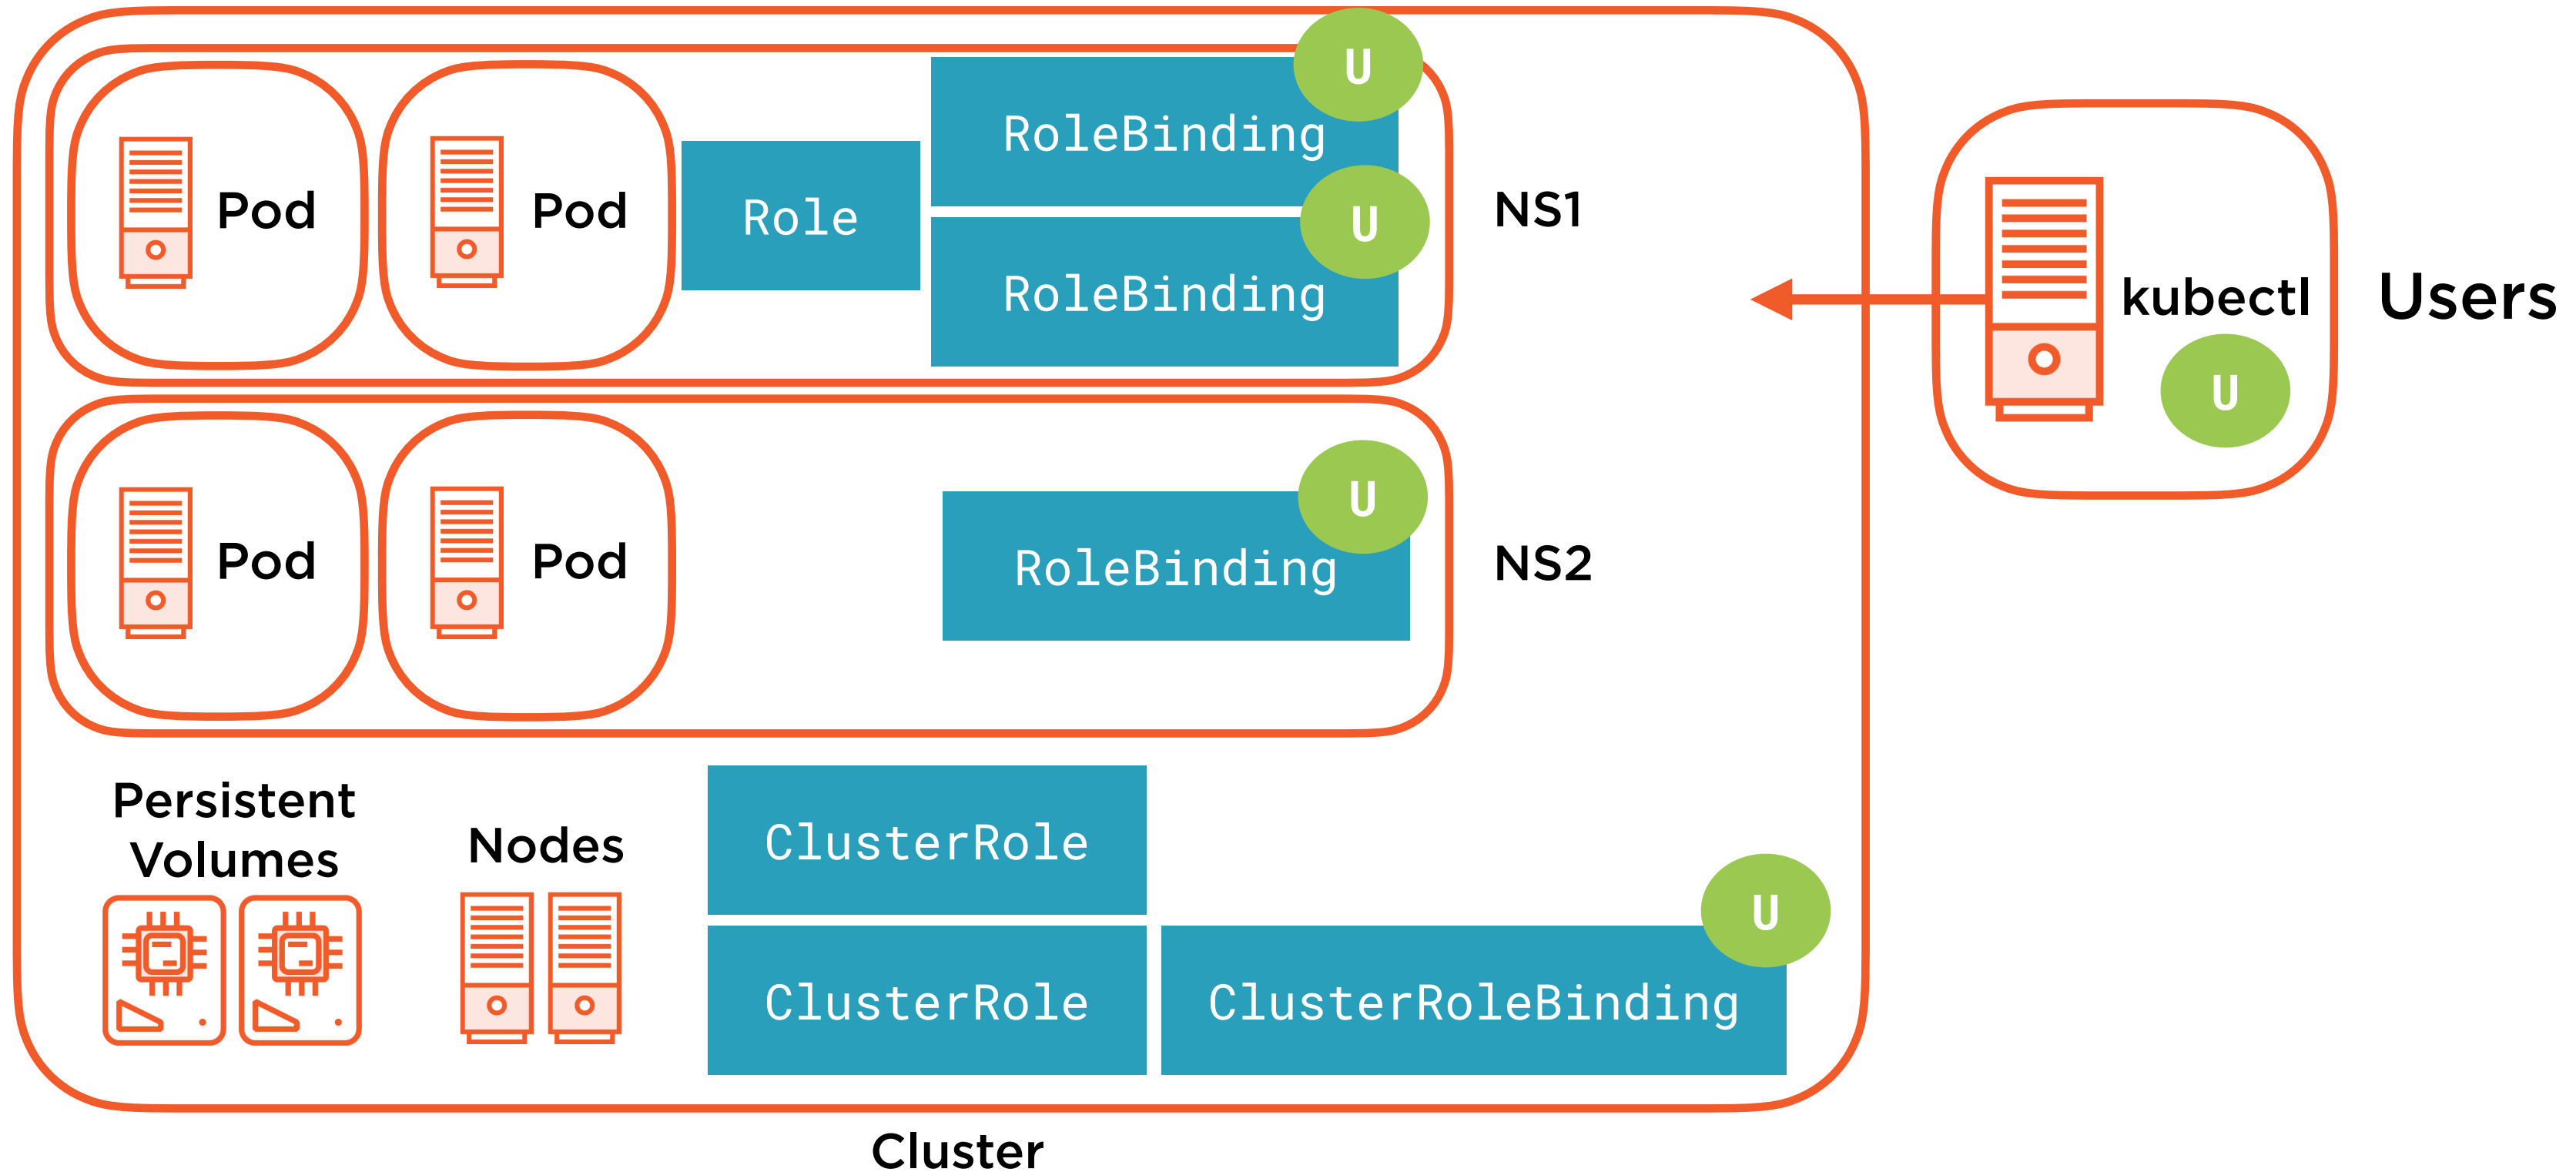 U
RoleBinding
Pod
Pod
Role
U
RoleBinding
NS1
kubectl
Users
U
U
Pod
Pod
RoleBinding
NS2
Persistent
Volumes
Nodes
ClusterRole
U
ClusterRole
ClusterRoleBinding
Cluster